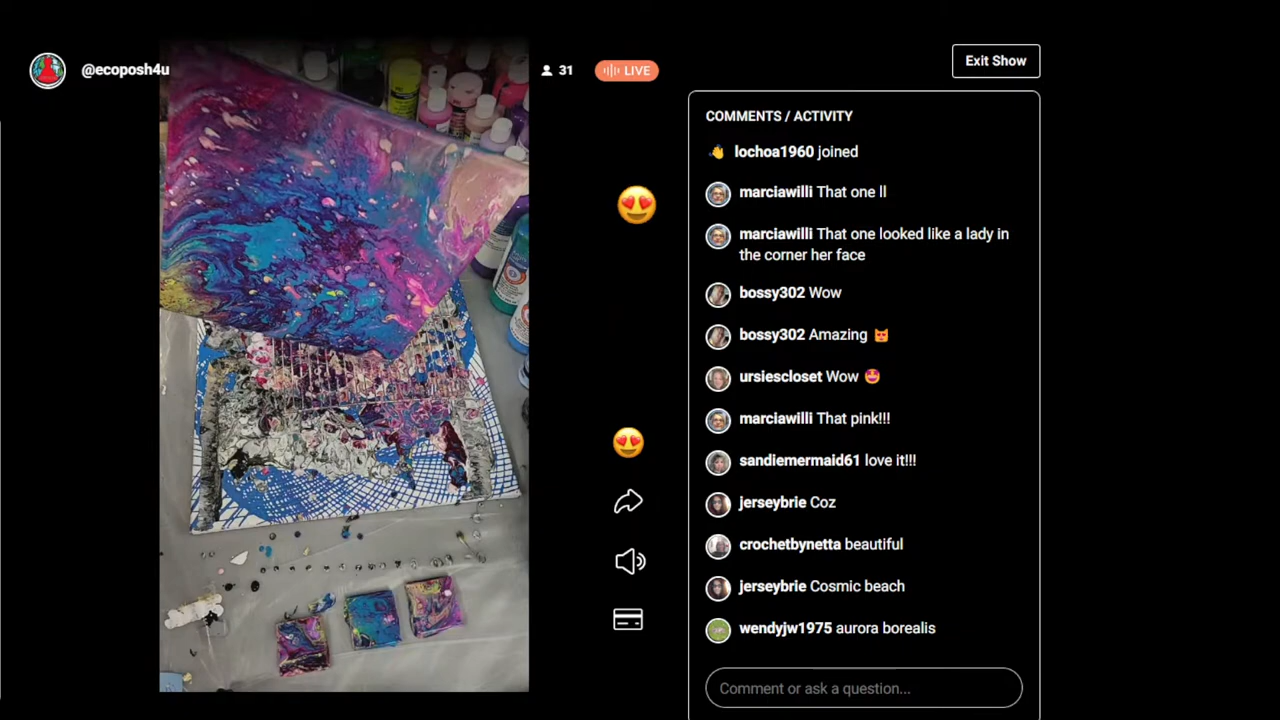 @ecoposh4u
31
LIVE
Exit Show
COMMENTS / ACTIVITY
lochoa1960 joined
marciawilli That one ll
marciawilli That one looked like a lady in
the corner her face
bossy302 Wow
bossy302 Amazing
ursiescloset Wow
marciawilli That pink!!!
sandiemermaid61 love it!!!
jerseybrie Coz
crochetbynetta beautiful
jerseybrie Cosmic beach
wendyjw1975 aurora borealis
Comment or ask a question...